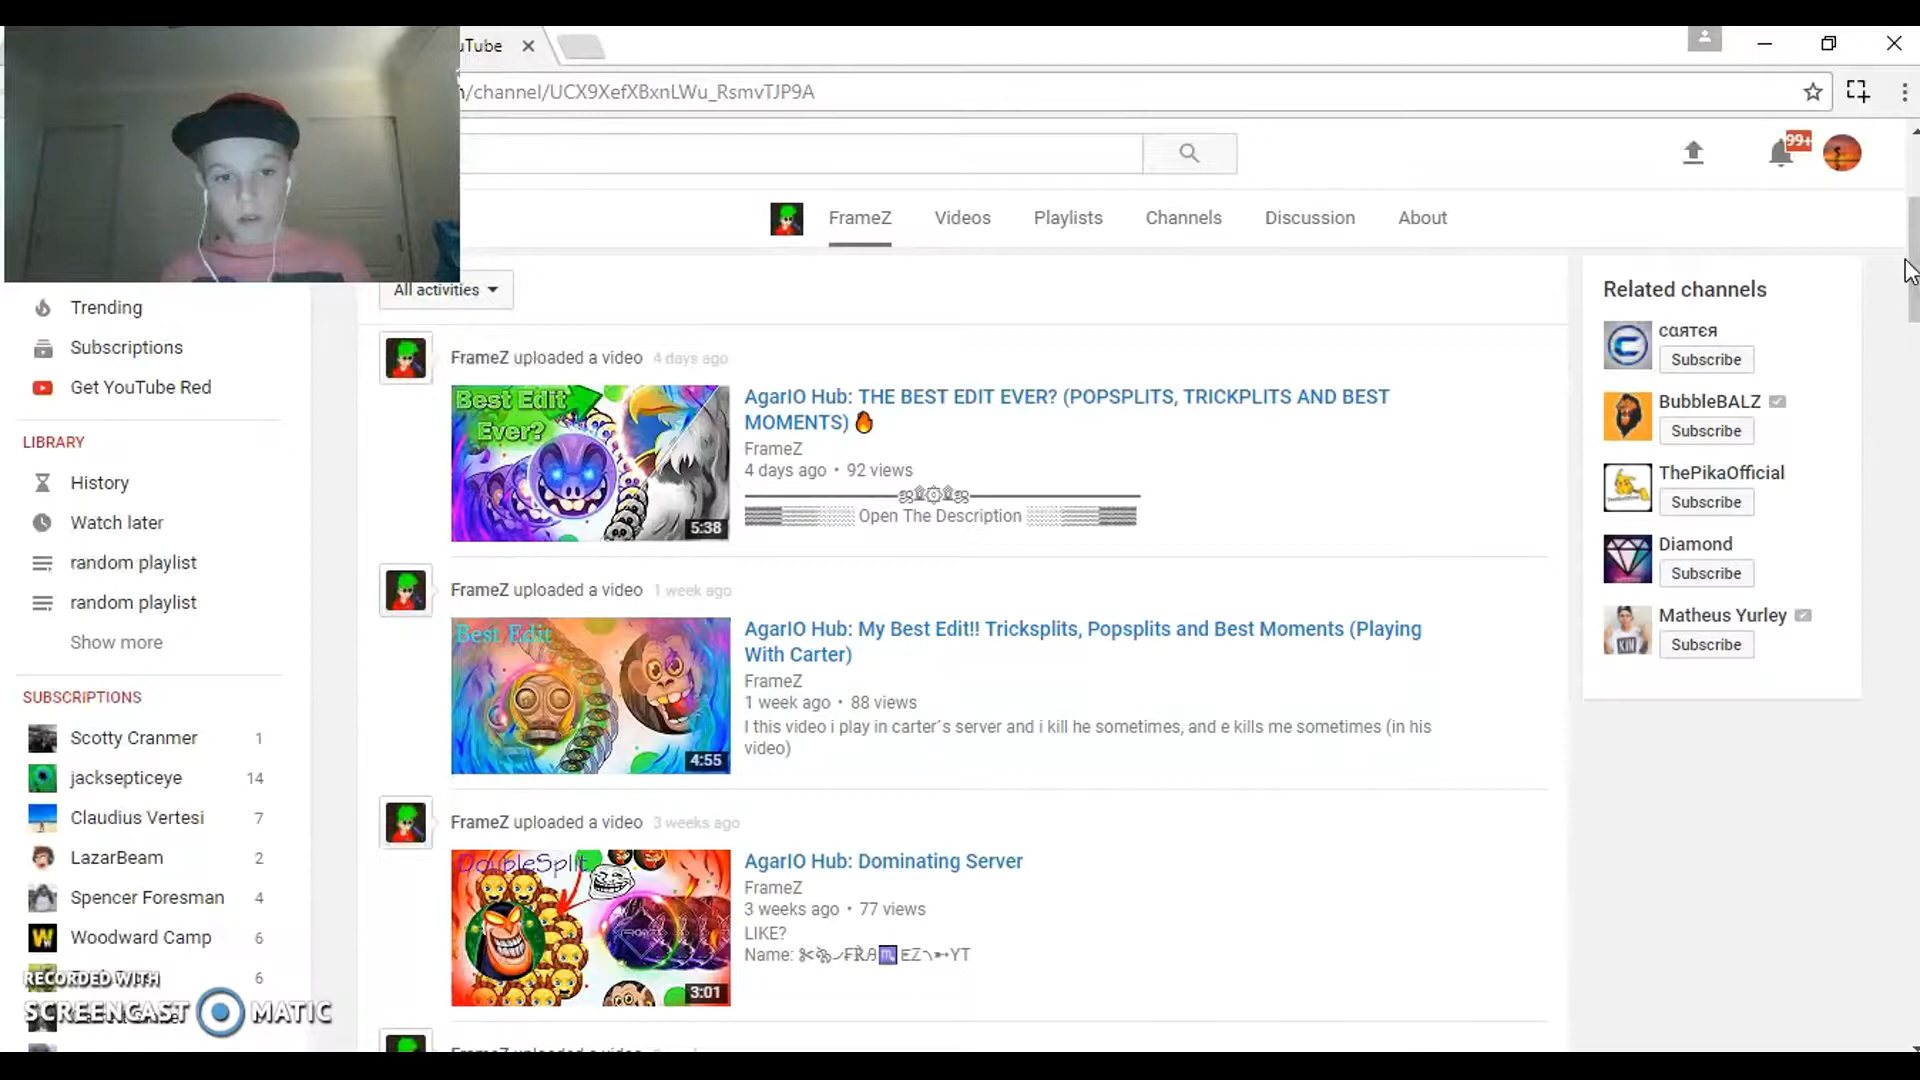 uTube
h/channel/UCX9XefXBxnLWu_RsmvTJP9A
99+
FrameZ Videos Playlists Channels Discussion About
All activities
Trending
Subscriptions
Get YouTube Red
LIBRARY
History
Watch later
random playlist
random playlist
Show more
SUBSCRIPTIONS
Scotty Cranmer 1
jacksepticeye 14
Claudius Vertesi 7
LazarBeam 2
Spencer Foresman 4
Woodward Camp 6
6
RECORDED WITH
SCREENCAST MATIC
FrameZ uploaded a video 4 days ago
Best Edit
Ever?
5:38
AgarIO Hub: THE BEST EDIT EVER? (POPSPLITS, TRICKPLITS AND BEST
MOMENTS) 🔥
FrameZ
4 days ago • 92 views
Open The Description
FrameZ uploaded a video 1 week ago
Best Edit
4:55
AgarIO Hub: My Best Edit!! Tricksplits, Popsplits and Best Moments (Playing
With Carter)
FrameZ
1 week ago • 88 views
I this video i play in carter´s server and i kill he sometimes, and e kills me sometimes (in his
video)
FrameZ uploaded a video 3 weeks ago
DoubleSplit
3:01
AgarIO Hub: Dominating Server
FrameZ
3 weeks ago • 77 views
LIKE?
Name:
YT
FrameZ uploaded a video
Related channels
cαятєя
Subscribe
BubbleBALZ
Subscribe
ThePikaOfficial
Subscribe
Diamond
Subscribe
Matheus Yurley
Subscribe